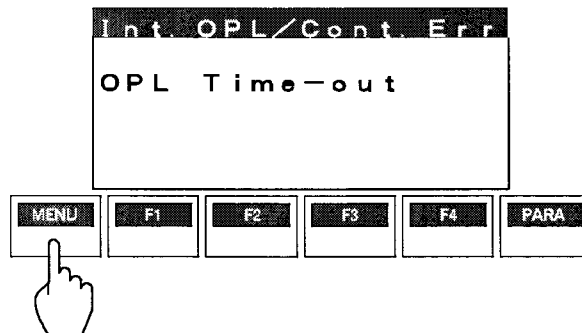 Int. OPL/Cont. Err
OPL Time-out
MENU F1 F2 F3 F4 PARA